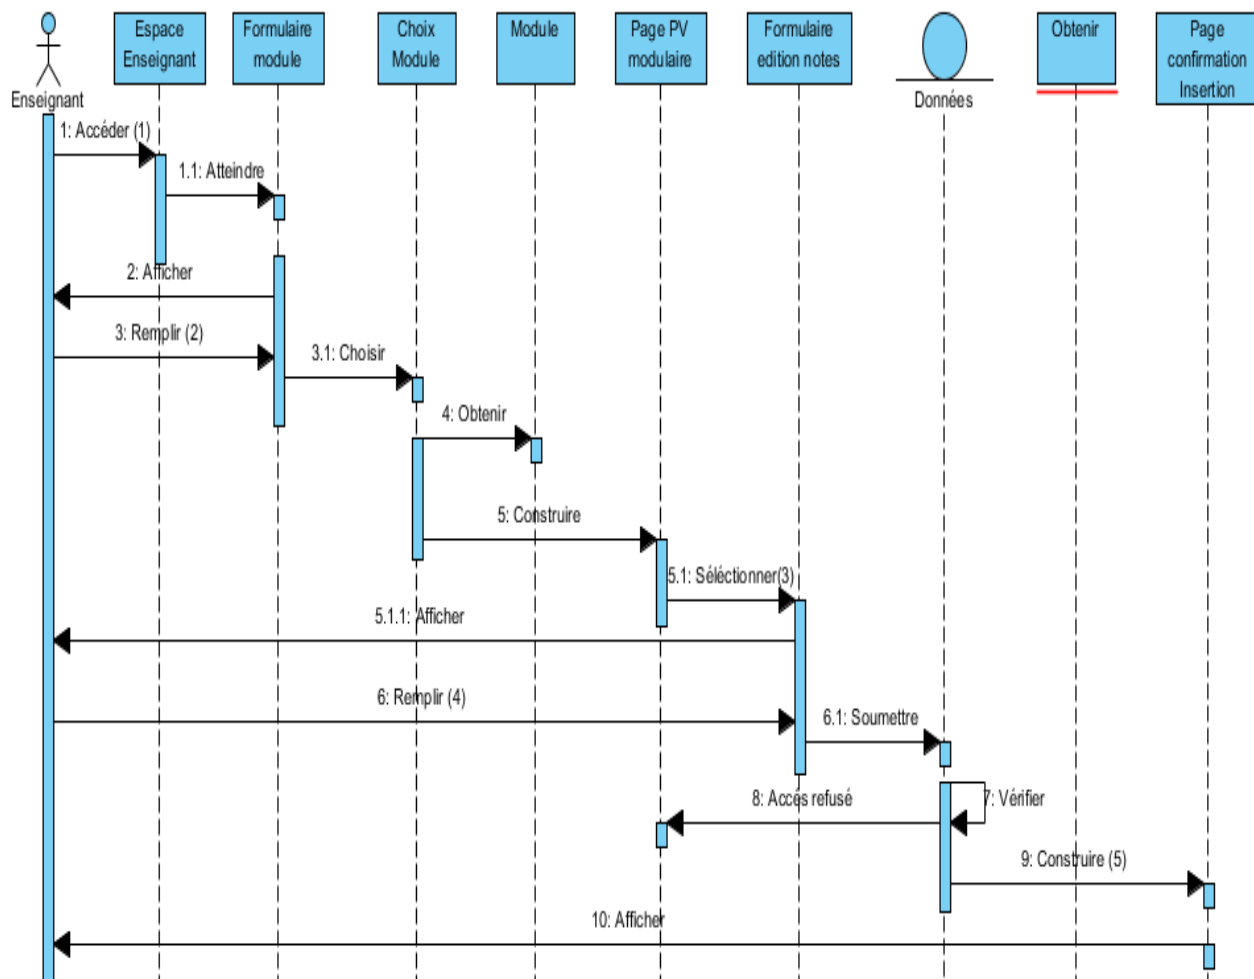 Espace
Enseignant
Formulaire
module
Choix
Module
Module
Page PV
modulaire
Formulaire
edition notes
Obtenir
Page
confirmation
Insertion
Enseignant
Données
1: Accéder (1)
1.1: Atteindre
2: Afficher
3: Remplir (2)
3.1: Choisir
4: Obtenir
5: Construire
5.1: Séléctionner(3)
5.1.1: Afficher
6: Remplir (4)
6.1: Soumettre
8: Accés refusé
7: Vérifier
9: Construire (5)
10: Afficher